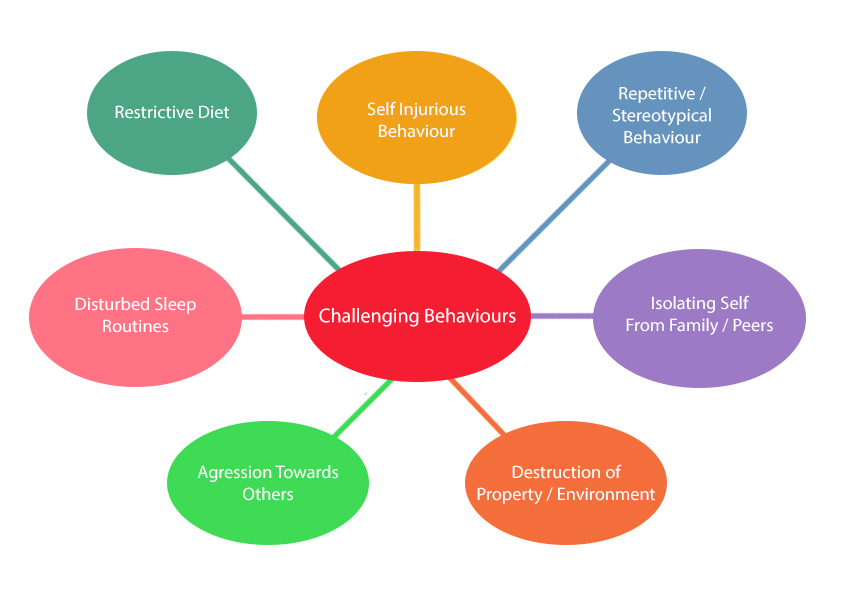 Restrictive Diet
Self Injurious
Behaviour
Repetitive /
Stereotypical
Behaviour
Disturbed Sleep
Routines
Challenging Behaviours
Isolating Self
From Family / Peers
Agression Towards
Others
Destruction of
Property / Environment